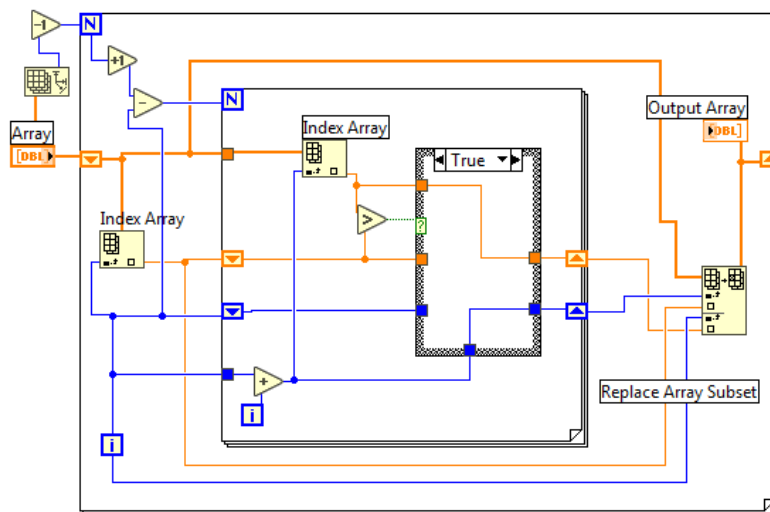 -1
N
+1
-
N
Array
[DBL]
Index Array
Index Array
>
True
?
+
i
i
Output Array
DBL]
Replace Array Subset